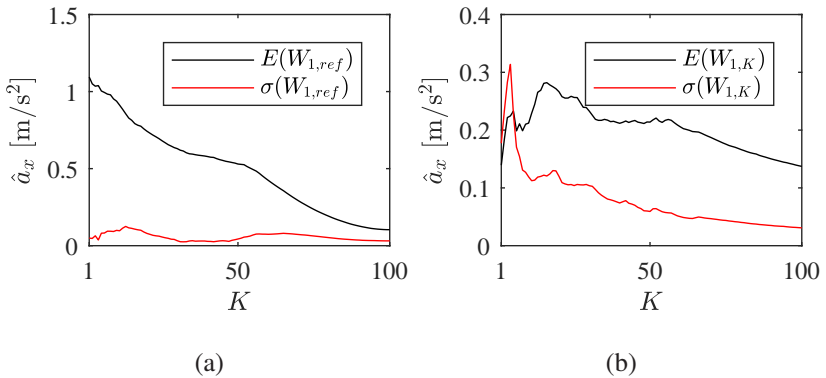 1.5
1
0.5
0
â_x [m/s²]
E(W_{1,ref})
σ(W_{1,ref})
1
50
100
K
(a)
0.4
0.3
0.2
0.1
0
â_x [m/s²]
E(W_{1,K})
σ(W_{1,K})
1
50
100
K
(b)